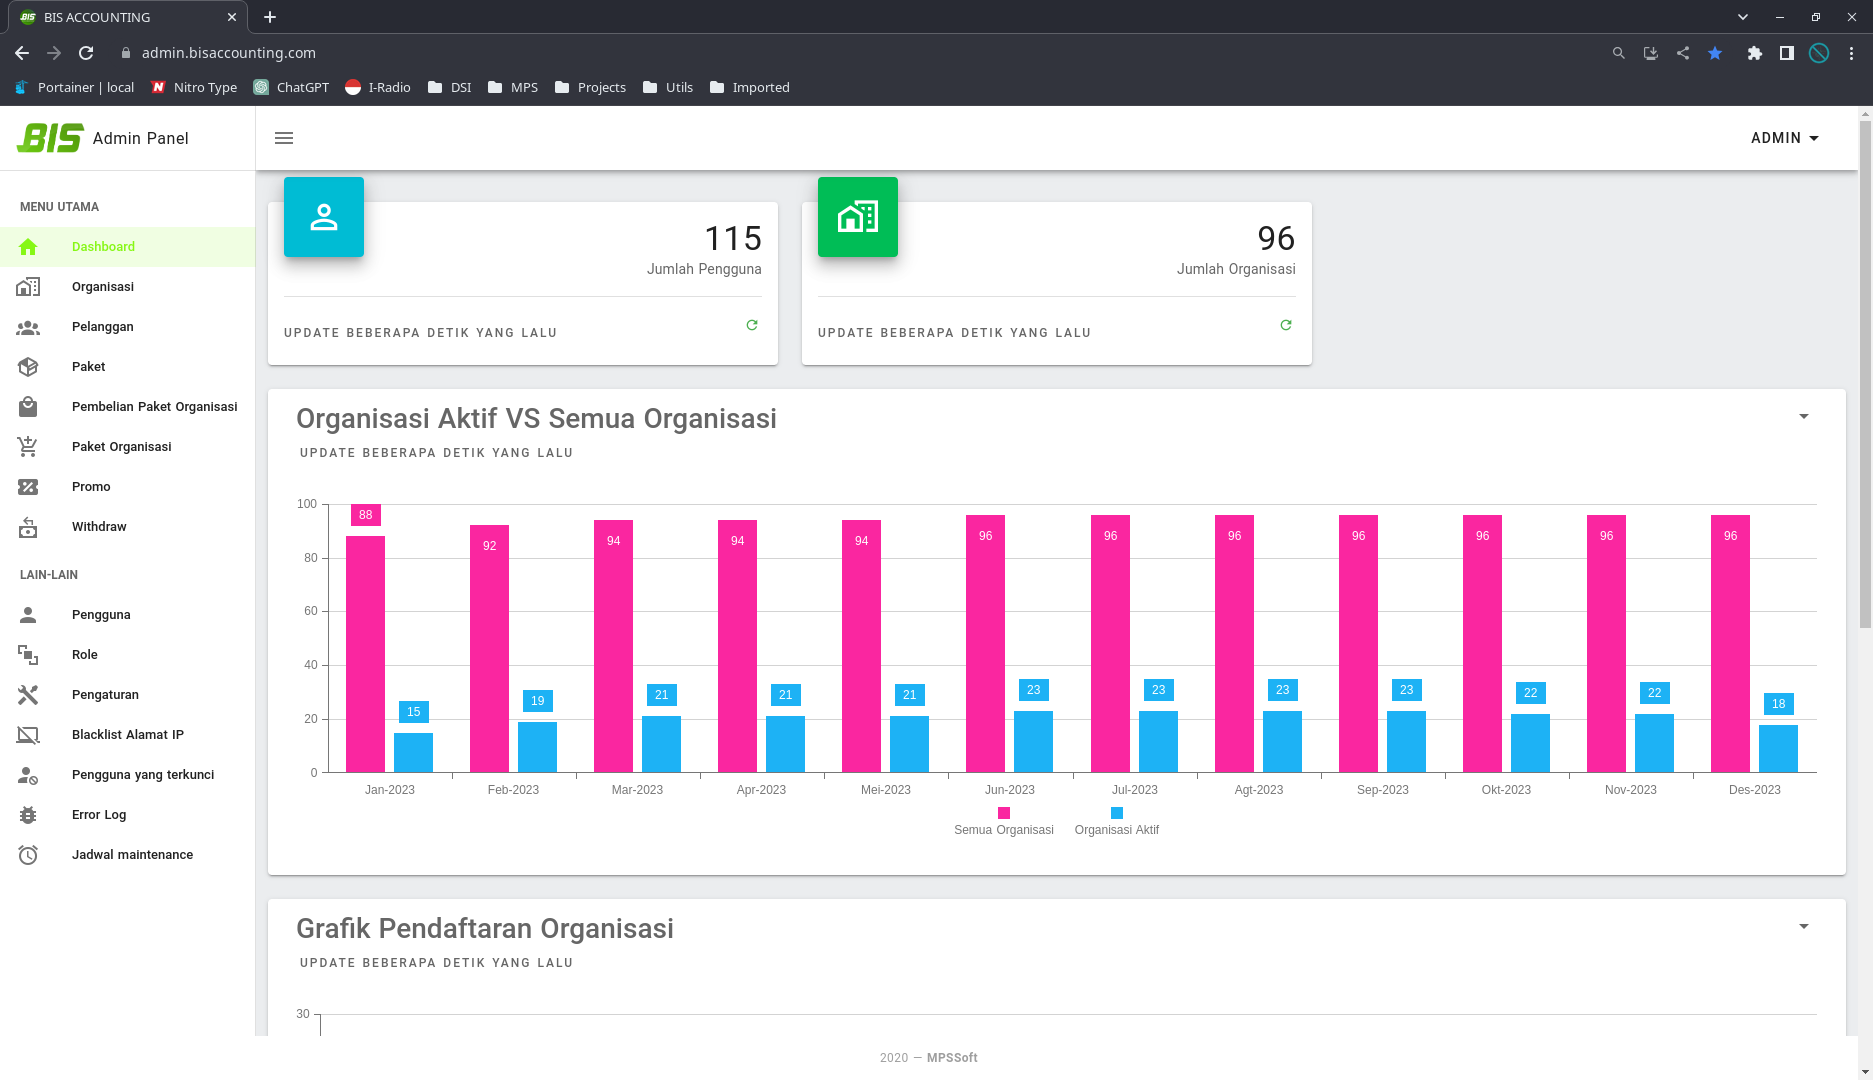 BIS ACCOUNTING
admin.bisaccounting.com
Portainer | local Nitro Type ChatGPT I-Radio DSI MPS Projects Utils Imported
BIS Admin Panel
ADMIN
MENU UTAMA
Dashboard
Organisasi
Pelanggan
Paket
Pembelian Paket Organisasi
Paket Organisasi
Promo
Withdraw
LAIN-LAIN
Pengguna
Role
Pengaturan
Blacklist Alamat IP
Pengguna yang terkunci
Error Log
Jadwal maintenance
115
Jumlah Pengguna
UPDATE BEBERAPA DETIK YANG LALU
96
Jumlah Organisasi
UPDATE BEBERAPA DETIK YANG LALU
Organisasi Aktif VS Semua Organisasi
UPDATE BEBERAPA DETIK YANG LALU
100
80
60
40
20
0
88 92 94 94 94 96 96 96 96 96 96 96
15 19 21 21 21 23 23 23 23 22 22 18
Jan-2023 Feb-2023 Mar-2023 Apr-2023 Mei-2023 Jun-2023 Jul-2023 Agt-2023 Sep-2023 Okt-2023 Nov-2023 Des-2023
Semua Organisasi Organisasi Aktif
Grafik Pendaftaran Organisasi
UPDATE BEBERAPA DETIK YANG LALU
30
2020 — MPSSoft